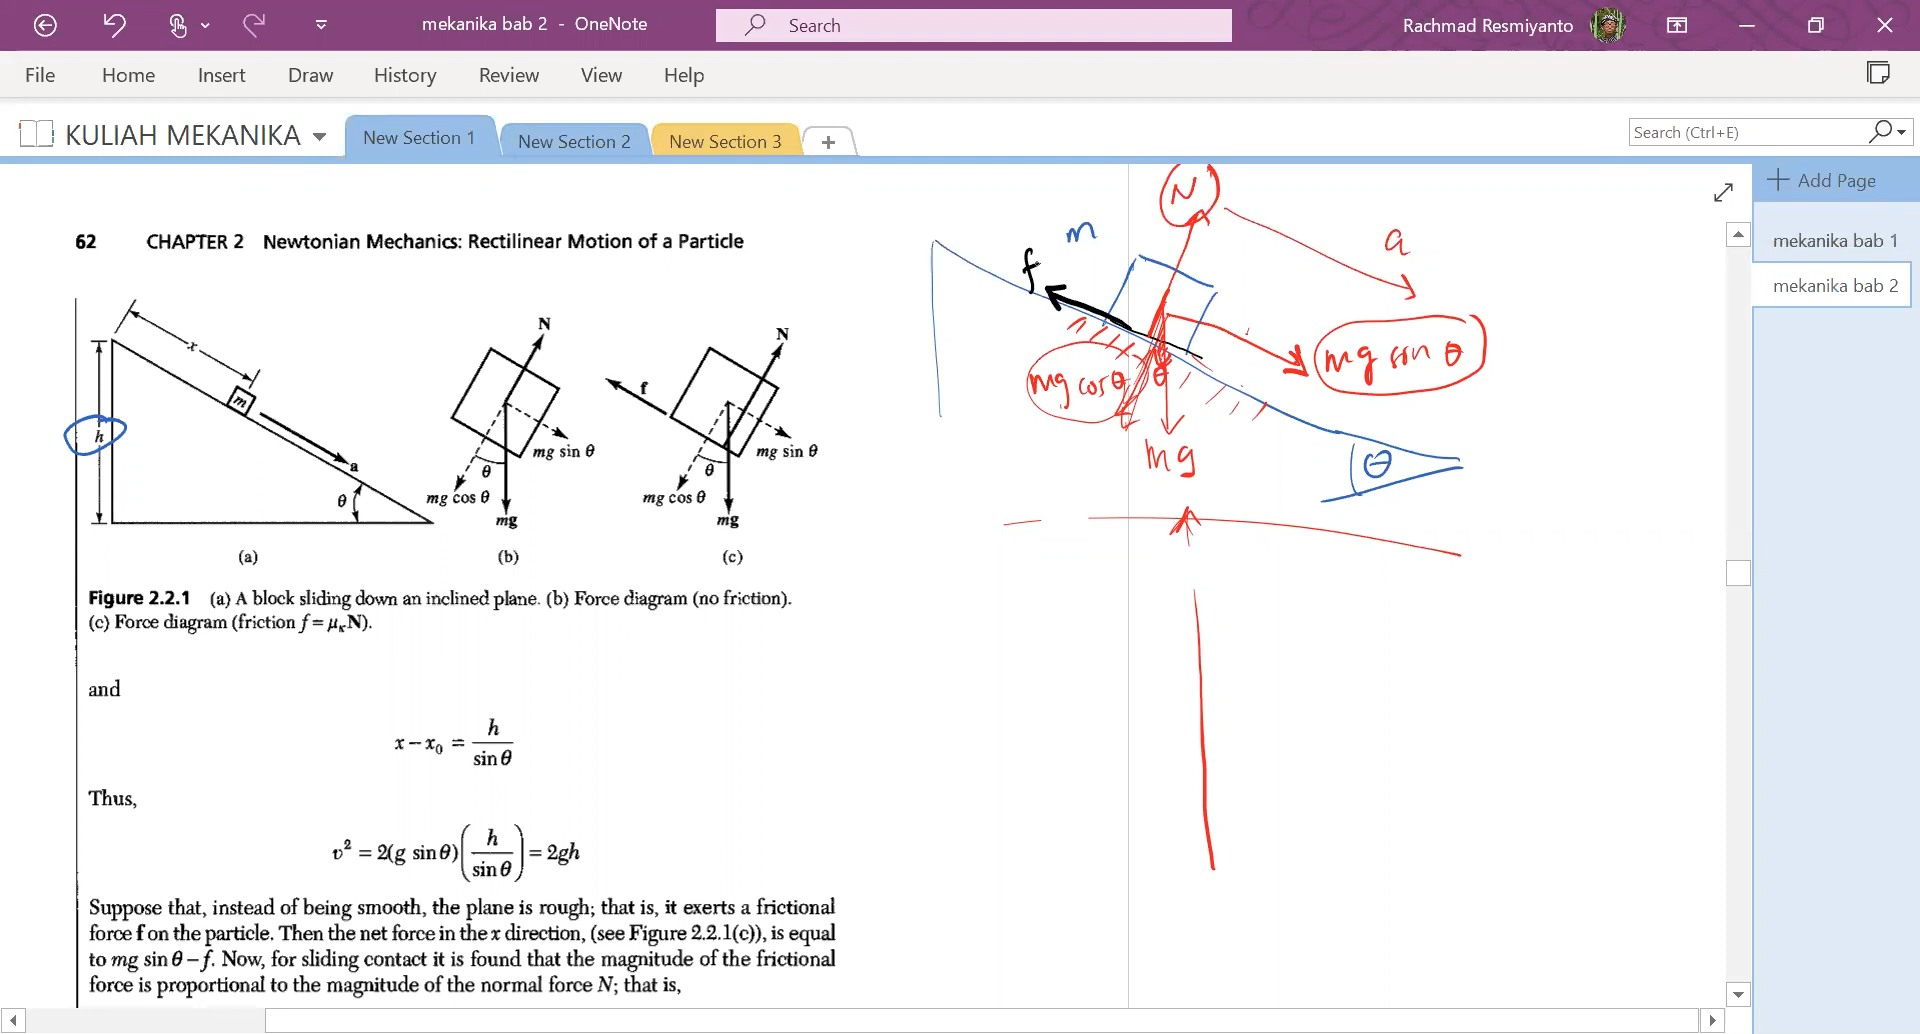 mekanika bab 2 - OneNote
Search
Rachmad Resmiyanto
File Home Insert Draw History Review View Help
KULIAH MEKANIKA
New Section 1 New Section 2 New Section 3 +
Search (Ctrl+E)
Add Page
mekanika bab 1
mekanika bab 2
62 CHAPTER 2 Newtonian Mechanics: Rectilinear Motion of a Particle
x
m
h
a
θ
(a)
N
mg sin θ
θ
mg cos θ
mg
(b)
N
f
mg sin θ
θ
mg cos θ
mg
(c)
Figure 2.2.1 (a) A block sliding down an inclined plane. (b) Force diagram (no friction).
(c) Force diagram (friction f = μₖN).
and
x − x₀ = h / sin θ
Thus,
v² = 2(g sin θ)(h / sin θ) = 2gh
Suppose that, instead of being smooth, the plane is rough; that is, it exerts a frictional
force f on the particle. Then the net force in the x direction, (see Figure 2.2.1(c)), is equal
to mg sin θ − f. Now, for sliding contact it is found that the magnitude of the frictional
force is proportional to the magnitude of the normal force N; that is,
N
m
a
f
mg sin θ
mg cos θ
θ
mg
θ